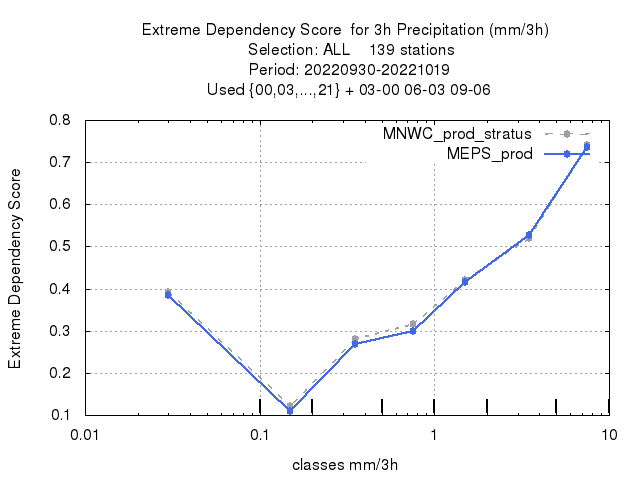 Extreme Dependency Score  for 3h Precipitation (mm/3h)
Selection: ALL    139 stations
Period: 20220930-20221019
Used {00,03,...,21} + 03-00 06-03 09-06
MNWC_prod_stratus
MEPS_prod
Extreme Dependency Score
0.8
0.7
0.6
0.5
0.4
0.3
0.2
0.1
0.01 0.1 1 10
classes mm/3h